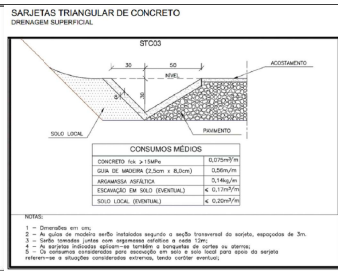 SARJETAS TRIANGULAR DE CONCRETO
DRENAGEM SUPERFICIAL
STC03
30 50
NIVEL
ACOSTAMENTO
30
8
SOLO LOCAL
PAVIMENTO
CONSUMOS MÉDIOS
CONCRETO fck ≥15MPa 0,075m³/m
GUIA DE MADEIRA (2,5cm x 8,0cm) 0,56m/m
ARGAMASSA ASFÁLTICA 0,14kg/m
ESCAVAÇÃO EM SOLO (EVENTUAL) ≤ 0,17m³/m
SOLO LOCAL (EVENTUAL) ≤ 0,20m³/m
NOTAS:
1 – Dimensões em cm;
2 – As guias de madeira serão instaladas segundo a seção transversal da sarjeta, espaçadas de 3m.
3 – Serão tomadas juntas com argamassa asfáltica a cada 12m;
4 – As sarjetas indicadas aplicam-se também a banquetas de cortes ou aterros;
5 – Os consumos considerados para escavação em solo e solo local para apoio da sarjeta
referem-se a situações consideradas extremas, tendo caráter eventual;